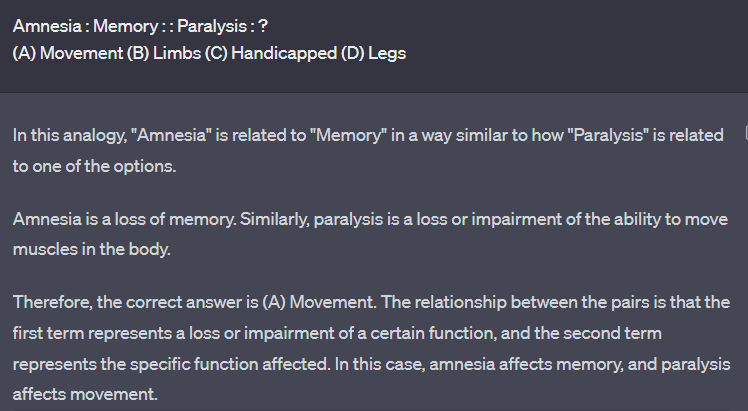 Amnesia : Memory : : Paralysis : ?
(A) Movement (B) Limbs (C) Handicapped (D) Legs
In this analogy, "Amnesia" is related to "Memory" in a way similar to how "Paralysis" is related
to one of the options.
Amnesia is a loss of memory. Similarly, paralysis is a loss or impairment of the ability to move
muscles in the body.
Therefore, the correct answer is (A) Movement. The relationship between the pairs is that the
first term represents a loss or impairment of a certain function, and the second term
represents the specific function affected. In this case, amnesia affects memory, and paralysis
affects movement.